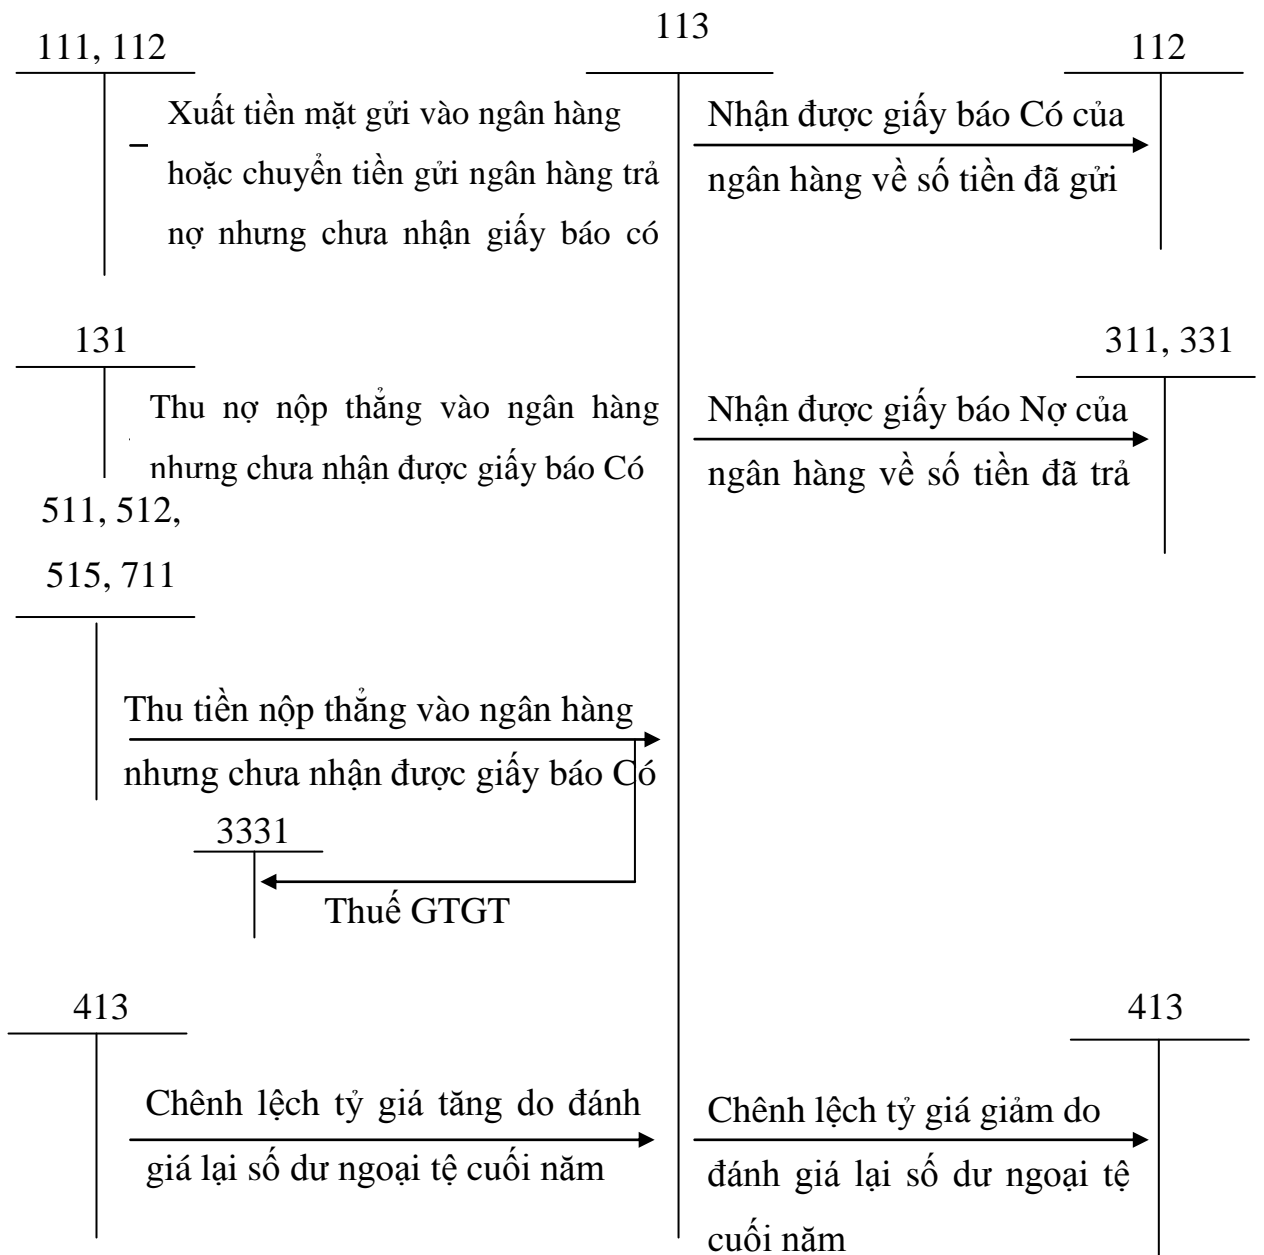 113
111, 112
112
Xuất tiền mặt gửi vào ngân hàng
hoặc chuyển tiền gửi ngân hàng trả
nợ nhưng chưa nhận giấy báo có
Nhận được giấy báo Có của
ngân hàng về số tiền đã gửi
131
311, 331
Thu nợ nộp thẳng vào ngân hàng
nhưng chưa nhận được giấy báo Có
Nhận được giấy báo Nợ của
ngân hàng về số tiền đã trả
511, 512,
515, 711
Thu tiền nộp thẳng vào ngân hàng
nhưng chưa nhận được giấy báo Có
3331
Thuế GTGT
413
413
Chênh lệch tỷ giá tăng do đánh
giá lại số dư ngoại tệ cuối năm
Chênh lệch tỷ giá giảm do
đánh giá lại số dư ngoại tệ
cuối năm